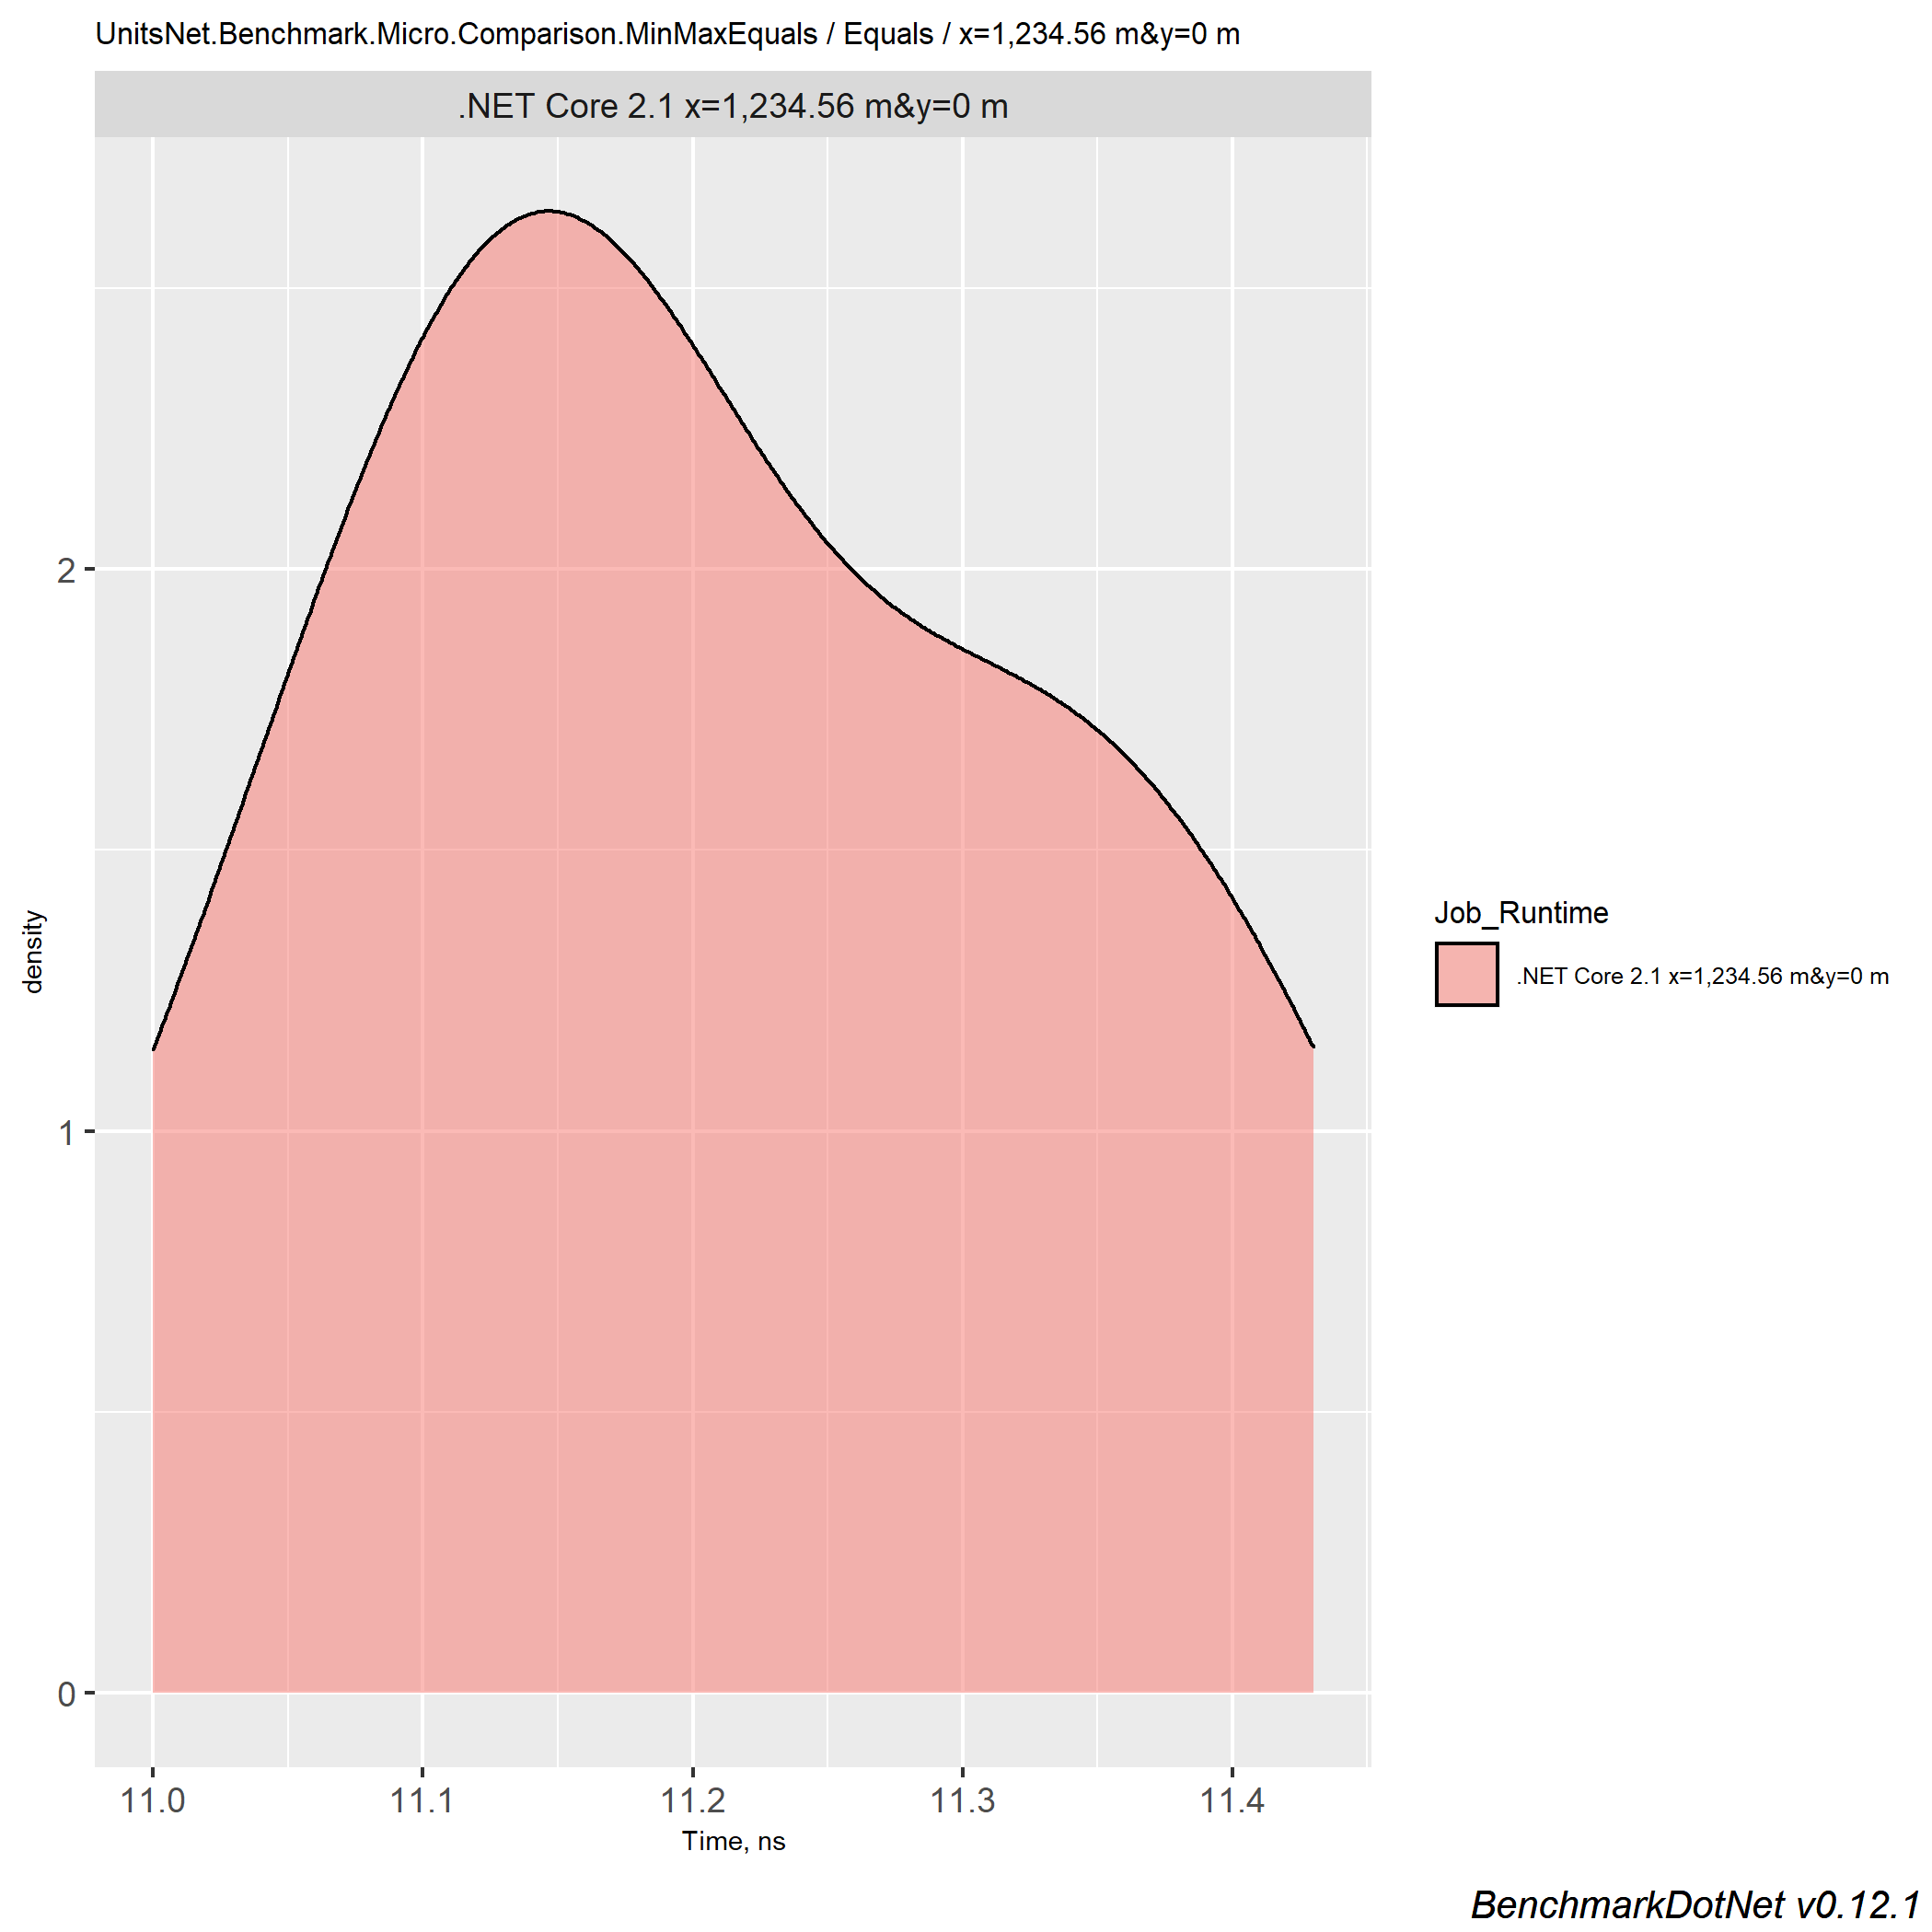 UnitsNet.Benchmark.Micro.Comparison.MinMaxEquals / Equals / x=1,234.56 m&y=0 m
.NET Core 2.1 x=1,234.56 m&y=0 m
2
1
0
density
11.0 11.1 11.2 11.3 11.4
Time, ns
Job_Runtime
.NET Core 2.1 x=1,234.56 m&y=0 m
BenchmarkDotNet v0.12.1